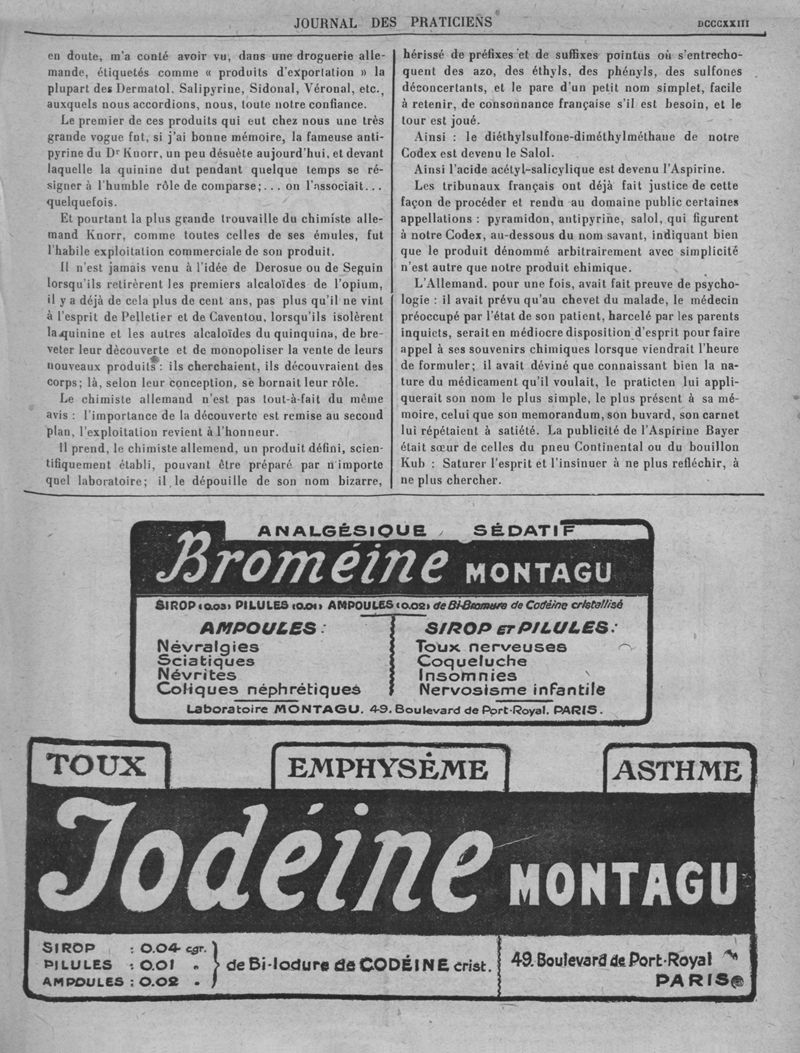 JOURNAL DES PRATICIENS
DCCCXXIII
en doute, m'a conté avoir vu, dans une droguerie alle-
mande, étiquetés comme « produits d'exportation » la
plupart des Dermatol. Salipyrine, Sidonal, Véronal, etc.,
auxquels nous accordions, nous, toute notre confiance.
Le premier de ces produits qui eut chez nous une très
grande vogue fut, si j'ai bonne mémoire, la fameuse anti-
pyrine du Dr Knorr, un peu désuète aujourd'hui, et devant
laquelle la quinine dut pendant quelque temps se ré-
signer à l'humble rôle de comparse;... on l'associait...
quelquefois.
Et pourtant la plus grande trouvaille du chimiste alle-
mand Knorr, comme toutes celles de ses émules, fut
l'habile exploitation commerciale de son produit.
Il n'est jamais venu à l'idée de Derosue ou de Seguin
lorsqu'ils retirèrent les premiers alcaloïdes de l'opium,
il y a déjà de cela plus de cent ans, pas plus qu'il ne vint
à l'esprit de Pelletier et de Caventou, lorsqu'ils isolèrent
la quinine et les autres alcaloïdes du quinquina, de bre-
veter leur dècouverte et de monopoliser la vente de leurs
nouveaux produits : ils cherchaient, ils découvraient des
corps; là, selon leur conception, se bornait leur rôle.
Le chimiste allemand n'est pas tout-à-fait du même
avis : l'importance de la découverte est remise au second
plan, l'exploitation revient à l'honneur.
Il prend, le chimiste allemend, un produit défini, scien-
tifiquement établi, pouvant être préparé par n'importe
quel laboratoire; il le dépouille de son nom bizarre,
hérissé de préfixes et de suffixes pointus où s'entrecho-
quent des azo, des éthyls, des phényls, des sulfones
déconcertants, et le pare d'un petit nom simplet, facile
à retenir, de consonnance française s'il est besoin, et le
tour est joué.
Ainsi : le diéthylsulfone-diméthylméthane de notre
Codex est devenu le Salol.
Ainsi l'acide acétyl-salicylique est devenu l'Aspirine.
Les tribunaux français ont déjà fait justice de cette
façon de procéder et rendu au domaine public certaines
appellations : pyramidon, antipyrine, salol, qui figurent
à notre Codex, au-dessous du nom savant, indiquant bien
que le produit dénommé arbitrairement avec simplicité
n'est autre que notre produit chimique.
L'Allemand. pour une fois, avait fait preuve de psycho-
logie : il avait prévu qu'au chevet du malade, le médecin
préoccupé par l'état de son patient, harcelé par les parents
inquiets, serait en médiocre disposition d'esprit pour faire
appel à ses souvenirs chimiques lorsque viendrait l'heure
de formuler; il avait déviné que connaissant bien la na-
ture du médicament qu'il voulait, le praticten lui appli-
querait son nom le plus simple, le plus présent à sa mé-
moire, celui que son memorandum, son buvard, son carnet
lui répétaient à satiété. La publicité de l'Aspirine Bayer
était sœur de celles du pneu Continental ou du bouillon
Kub : Saturer l'esprit et l'insinuer à ne plus refléchir, à
ne plus chercher.
ANALGÉSIQUE SÉDATIF
Broméine MONTAGU
SIROP (0.03) PILULES (0.01) AMPOULES (0.02) de Bi-Bromure de Codéine cristallisé
AMPOULES :
Névralgies
Sciatiques
Névrites
Coliques néphrétiques
SIROP ET PILULES :
Toux nerveuses
Coqueluche
Insomnies
Nervosisme infantile
Laboratoire MONTAGU. 49. Boulevard de Port-Royal. PARIS.
TOUX
EMPHYSÈME
ASTHME
Iodéine MONTAGU
SIROP : 0.04 cgr.
PILULES : 0.01 "
AMPOULES : 0.02 "
de Bi-Iodure de CODÉINE crist.
49. Boulevard de Port-Royal
PARIS